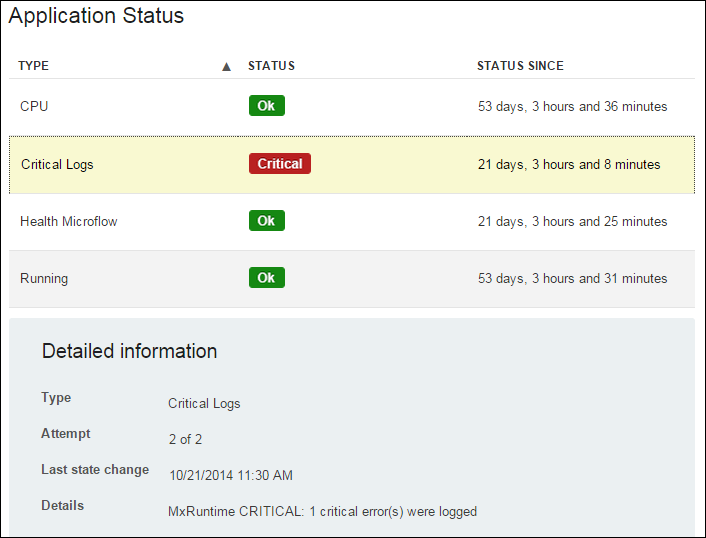 Application Status
TYPE ▲ STATUS STATUS SINCE
CPU Ok 53 days, 3 hours and 36 minutes
Critical Logs Critical 21 days, 3 hours and 8 minutes
Health Microflow Ok 21 days, 3 hours and 25 minutes
Running Ok 53 days, 3 hours and 31 minutes
Detailed information
Type Critical Logs
Attempt 2 of 2
Last state change 10/21/2014 11:30 AM
Details MxRuntime CRITICAL: 1 critical error(s) were logged